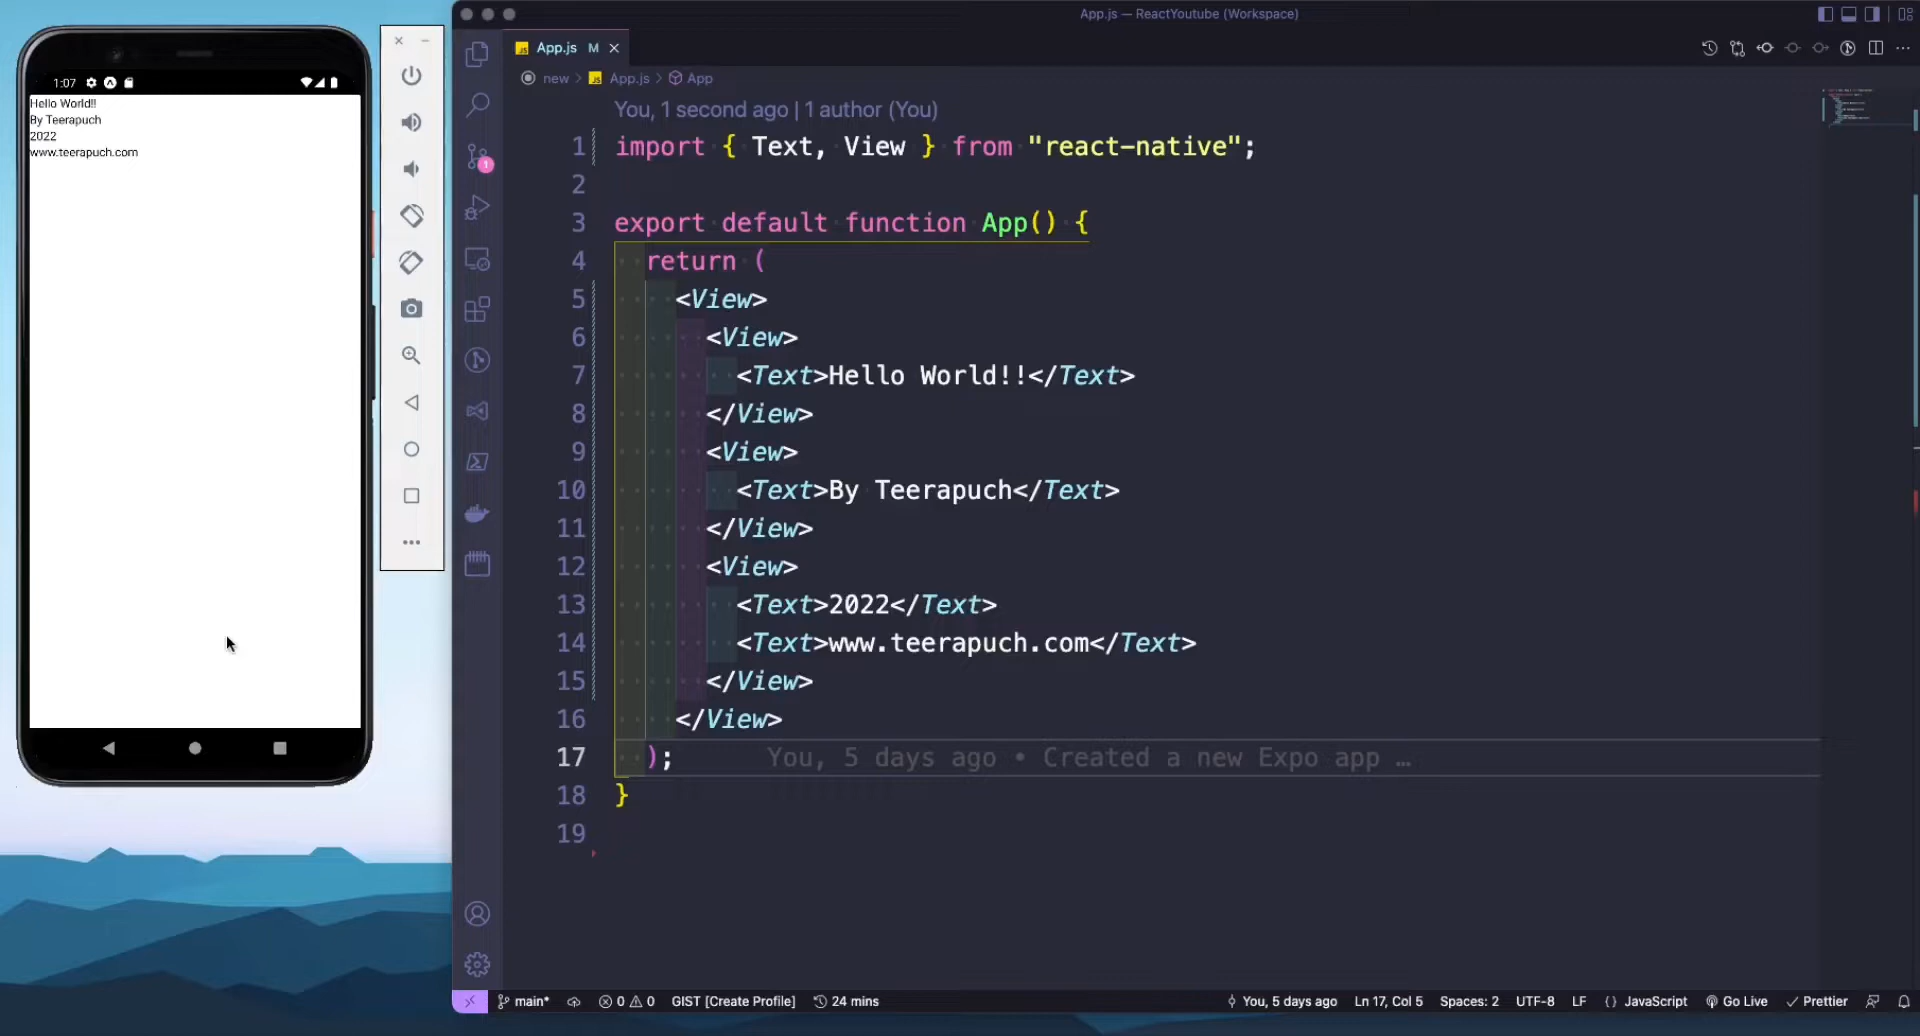 1:07
Hello World!!
By Teerapuch
2022
www.teerapuch.com
App.js — ReactYoutube (Workspace)
JS App.js M
new > JS App.js > App
You, 1 second ago | 1 author (You)
1 import { Text, View } from "react-native";
2
3 export default function App() {
4 return (
5 <View>
6 <View>
7 <Text>Hello World!!</Text>
8 </View>
9 <View>
10 <Text>By Teerapuch</Text>
11 </View>
12 <View>
13 <Text>2022</Text>
14 <Text>www.teerapuch.com</Text>
15 </View>
16 </View>
17 ); You, 5 days ago • Created a new Expo app …
18 }
19
1
main* 0 0 GIST [Create Profile] 24 mins You, 5 days ago Ln 17, Col 5 Spaces: 2 UTF-8 LF {} JavaScript Go Live Prettier